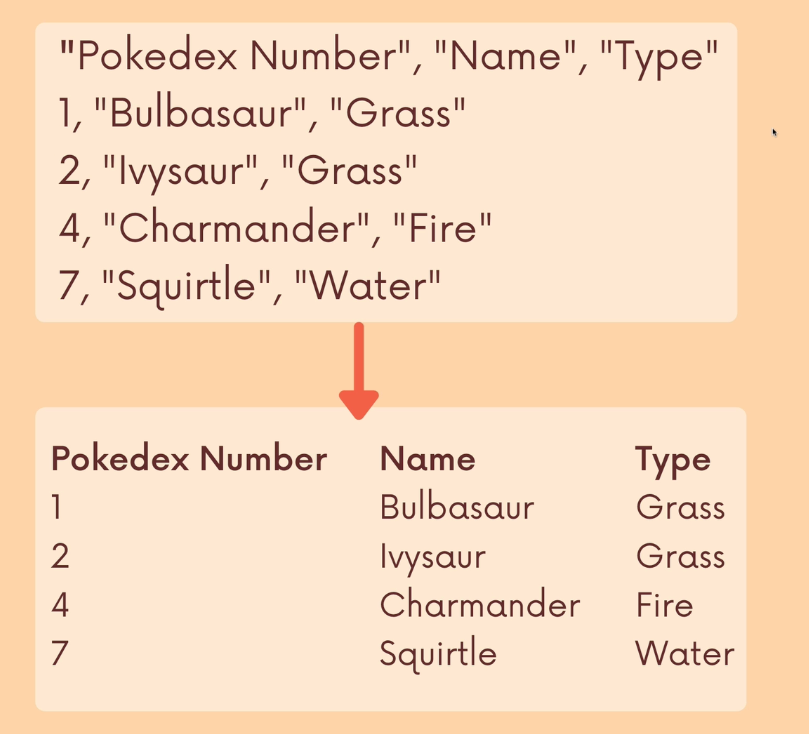 "Pokedex Number", "Name", "Type"
1, "Bulbasaur", "Grass"
2, "Ivysaur", "Grass"
4, "Charmander", "Fire"
7, "Squirtle", "Water"
Pokedex Number Name Type
1 Bulbasaur Grass
2 Ivysaur Grass
4 Charmander Fire
7 Squirtle Water